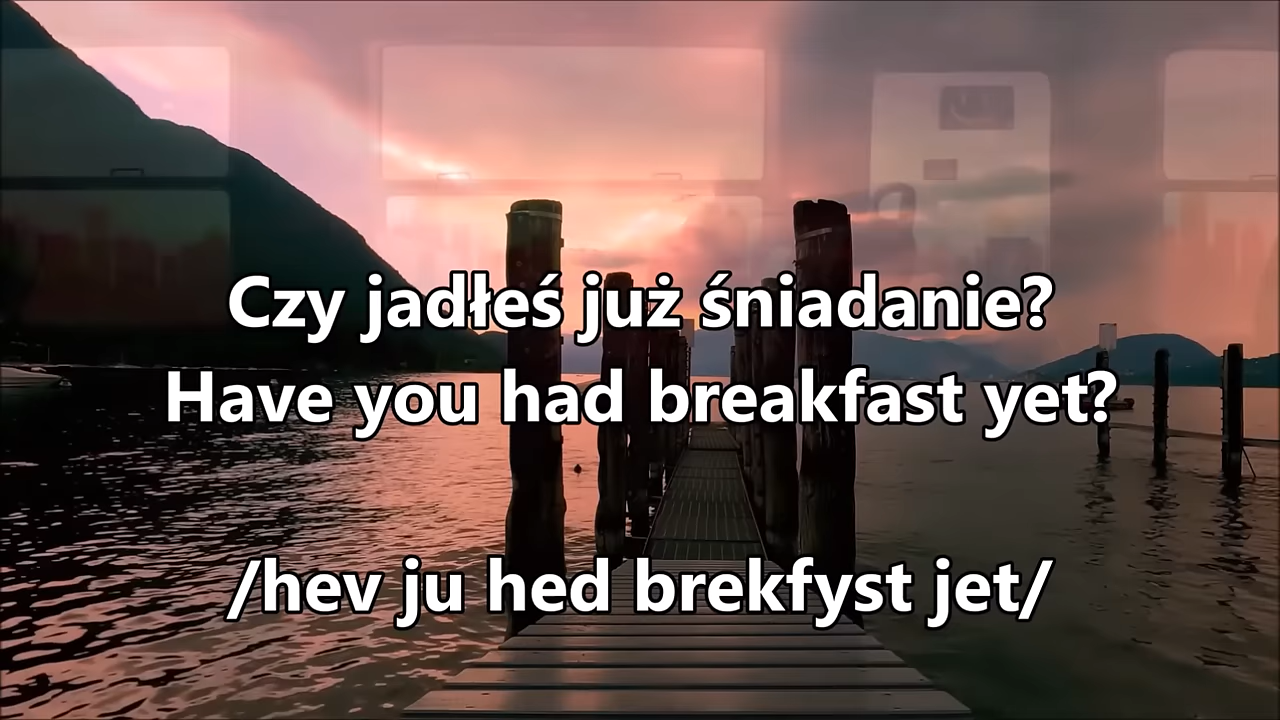 Czy jadłeś już śniadanie?
Have you had breakfast yet?
/hev ju hed brekfyst jet/